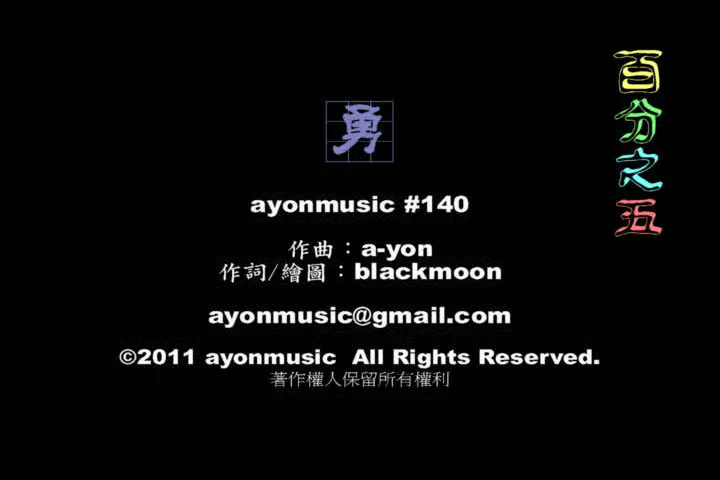 百分之五
勇
ayonmusic #140
作曲：a-yon
作詞/繪圖：blackmoon
ayonmusic@gmail.com
©2011 ayonmusic All Rights Reserved.
著作權人保留所有權利